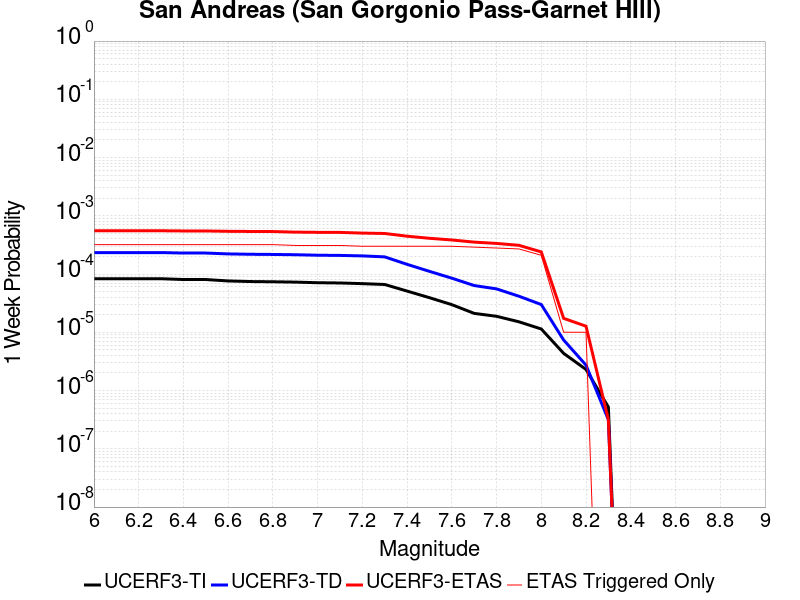 San Andreas (San Gorgonio Pass-Garnet HIll)
10^0
10^-1
10^-2
10^-3
10^-4
10^-5
10^-6
10^-7
10^-8
1 Week Probability
6 6.2 6.4 6.6 6.8 7 7.2 7.4 7.6 7.8 8 8.2 8.4 8.6 8.8 9
Magnitude
UCERF3-TI UCERF3-TD UCERF3-ETAS ETAS Triggered Only